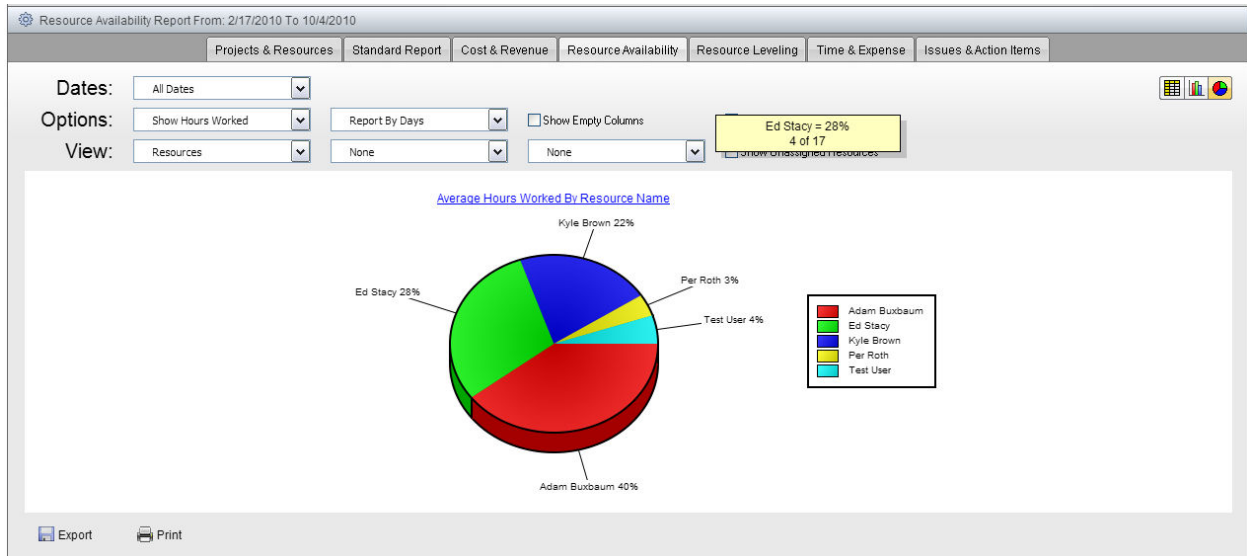 Resource Availability Report From: 2/17/2010 To 10/4/2010
Projects & Resources Standard Report Cost & Revenue Resource Availability Resource Leveling Time & Expense Issues & Action Items
Dates: All Dates
Options: Show Hours Worked Report By Days Show Empty Columns
Ed Stacy = 28%
4 of 17
View: Resources None None Show Unassigned Resources
Average Hours Worked By Resource Name
Kyle Brown 22%
Per Roth 3%
Ed Stacy 28%
Test User 4%
Adam Buxbaum 40%
Adam Buxbaum
Ed Stacy
Kyle Brown
Per Roth
Test User
Export Print